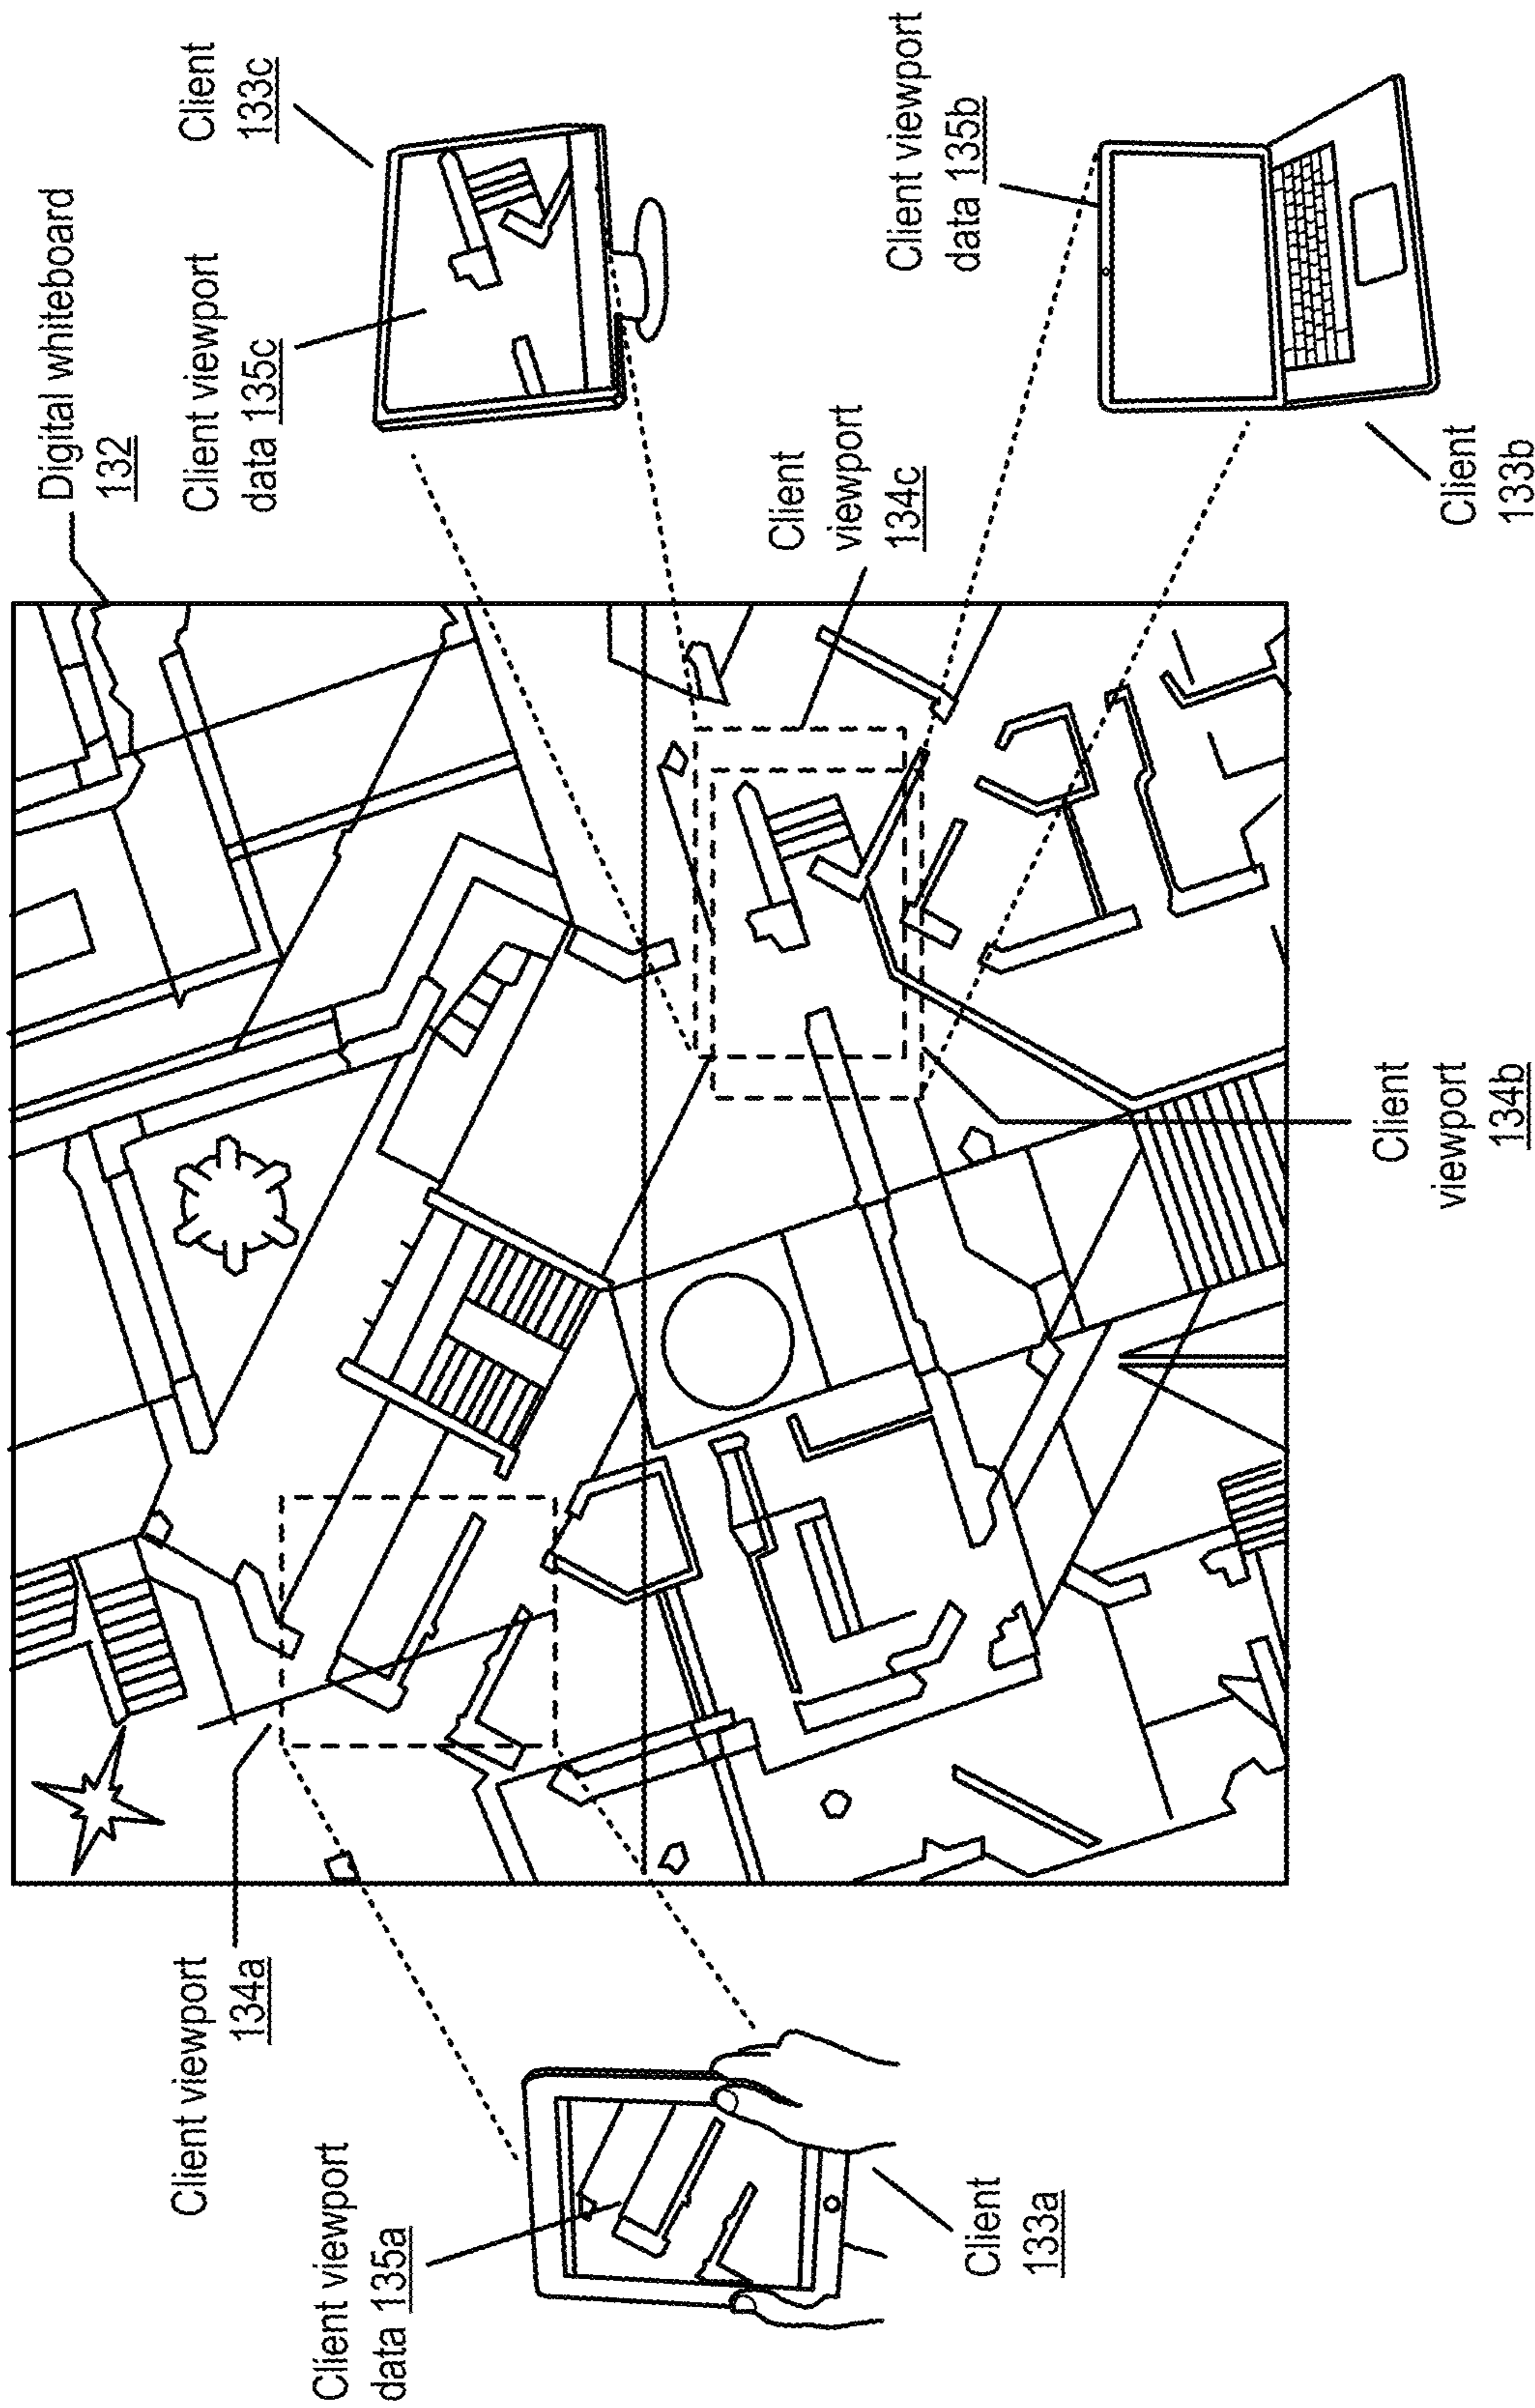 Digital whiteboard
132
Client
133c
Client viewport
data 135c
Client viewport
134a
Client viewport
data 135a
Client
133a
Client
viewport
134c
Client viewport
data 135b
Client
133b
Client
viewport
134b